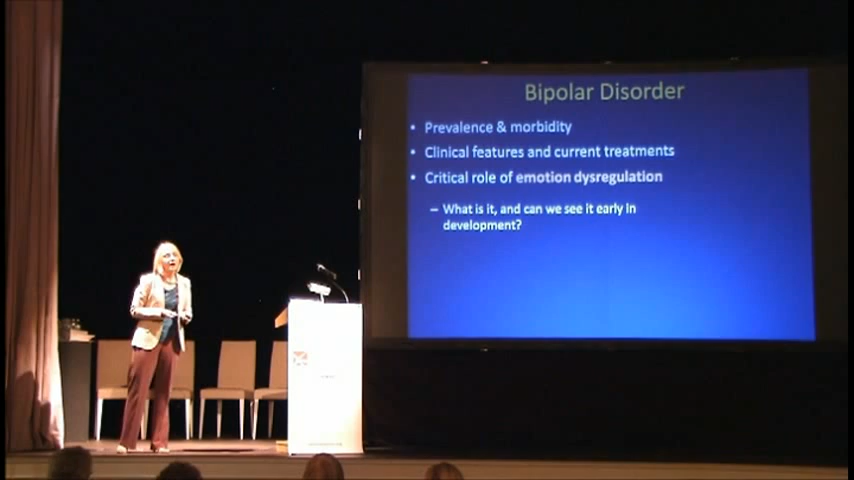 Bipolar Disorder
• Prevalence & morbidity
• Clinical features and current treatments
• Critical role of emotion dysregulation
– What is it, and can we see it early in
development?